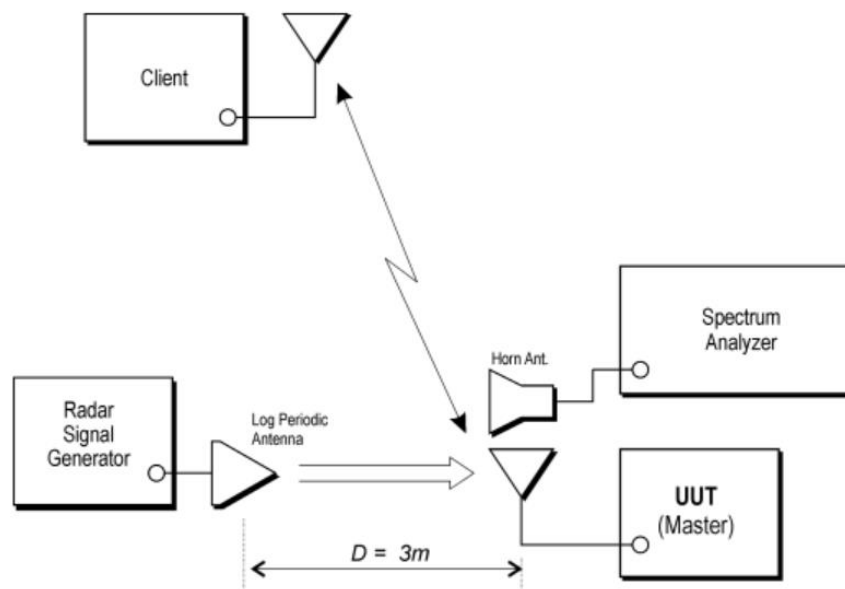 Client
Spectrum
Analyzer
Horn Ant.
Radar
Signal
Generator
Log Periodic
Antenna
UUT
(Master)
D = 3m